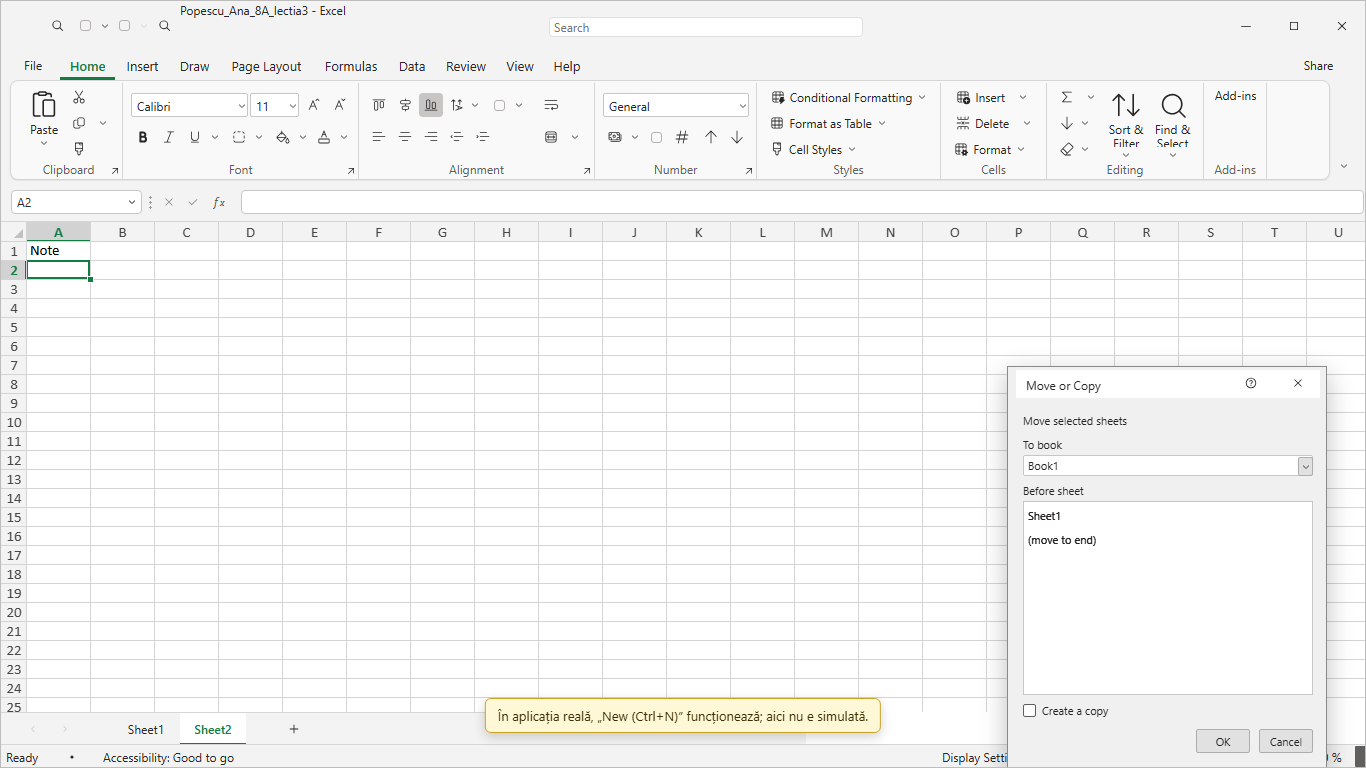 Popescu_Ana_8A_lectia3 - Excel
Search
File Home Insert Draw Page Layout Formulas Data Review View Help Share
Paste
Clipboard
Calibri 11
B I U
A
Font
Alignment
General
Number
Conditional Formatting
Format as Table
Cell Styles
Styles
Insert
Delete
Format
Cells
Sort & Filter
Find & Select
Editing
Add-ins
Add-ins
A2
fx
A B C D E F G H I J K L M N O P Q R S T U
1 Note
2
3
4
5
6
7
8
9
10
11
12
13
14
15
16
17
18
19
20
21
22
23
24
25
Move or Copy
Move selected sheets
To book
Book1
Before sheet
Sheet1
(move to end)
Create a copy
OK Cancel
În aplicația reală, „New (Ctrl+N)” funcționează; aici nu e simulată.
Sheet1 Sheet2 +
Ready Accessibility: Good to go Display Setti %